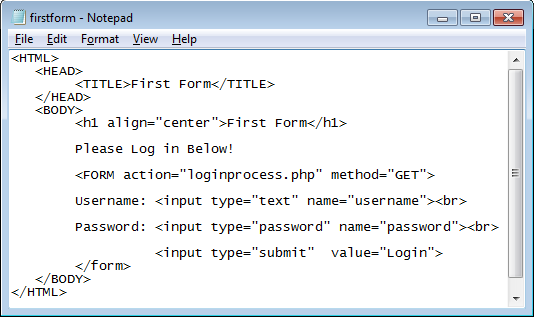 firstform - Notepad
File Edit Format View Help
<HTML>
<HEAD>
<TITLE>First Form</TITLE>
</HEAD>
<BODY>
<h1 align="center">First Form</h1>
Please Log in Below!
<FORM action="loginprocess.php" method="GET">
Username: <input type="text" name="username"><br>
Password: <input type="password" name="password"><br>
<input type="submit"  value="Login">
</form>
</BODY>
</HTML>